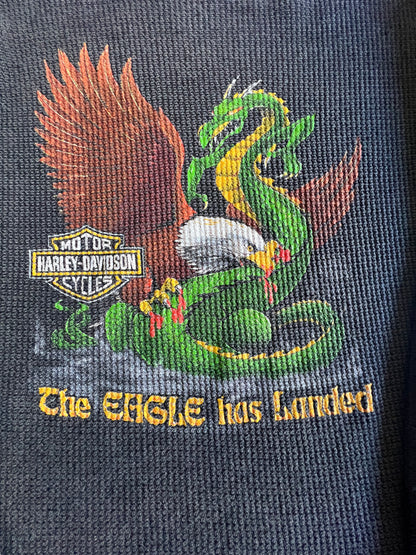 MOTOR
HARLEY-DAVIDSON
CYCLES
The EAGLE has Landed